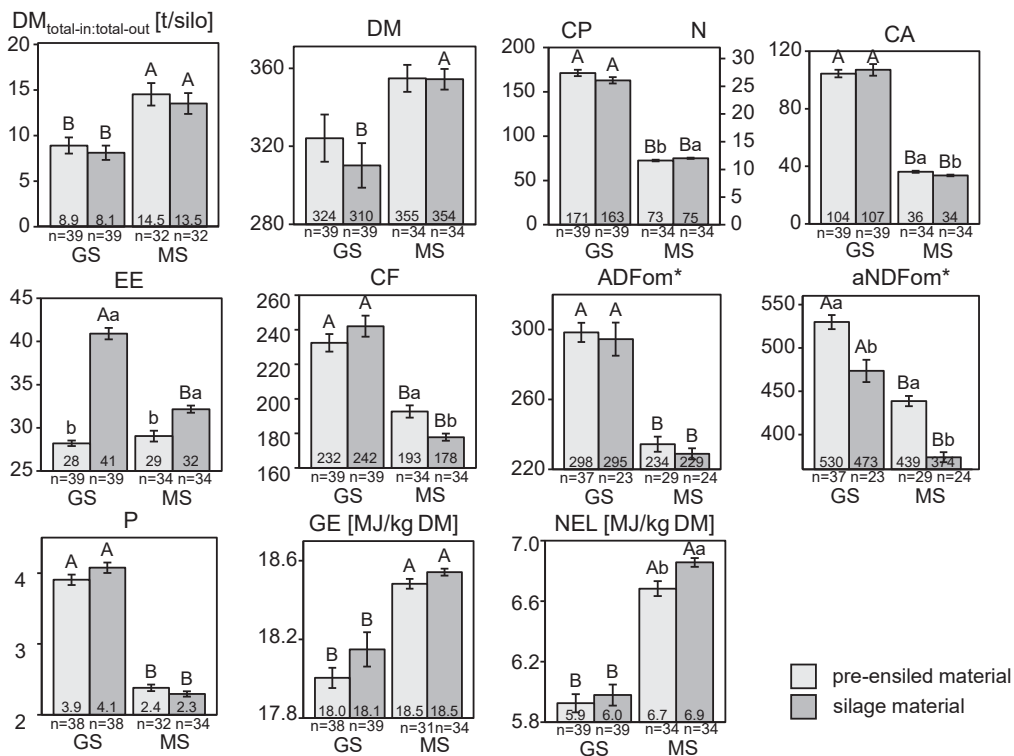 DMtotal-in:total-out [t/silo]
20
15
10
5
0
B
B
A
A
8.9 8.1 14.5 13.5
n=39 n=39 n=32 n=32
GS MS
DM
360
320
280
B
A
324 310 355 354
n=39 n=39 n=34 n=34
GS MS
CP N
200
150
100
50
0
25
20
15
10
5
0
A A
Bb Ba
171 163 73 75
n=39 n=39 n=34 n=34
GS MS
CA
120
80
40
0
A A
Ba Bb
104 107 36 34
n=39 n=39 n=34 n=34
GS MS
EE
45
40
35
30
25
b
Aa
b
Ba
28 41 29 32
n=39 n=39 n=34 n=34
GS MS
CF
260
240
220
200
180
160
A
A
Ba
Bb
232 242 193 178
n=39 n=39 n=34 n=34
GS MS
ADFom*
300
260
220
A A
B B
298 295 234 229
n=37 n=23 n=29 n=24
GS MS
aNDFom*
550
500
450
400
Aa
Ab
Ba
Bb
530 473 439 374
n=37 n=23 n=29 n=24
GS MS
P
4
3
2
A A
B B
3.9 4.1 2.4 2.3
n=38 n=38 n=32 n=34
GS MS
GE [MJ/kg DM]
18.6
18.2
17.8
B
B
A
A
18.0 18.1 18.5 18.5
n=38 n=39 n=31 n=34
GS MS
NEL [MJ/kg DM]
7.0
6.6
6.2
5.8
B B
Ab
Aa
5.9 6.0 6.7 6.9
n=39 n=39 n=34 n=34
GS MS
pre-ensiled material
silage material